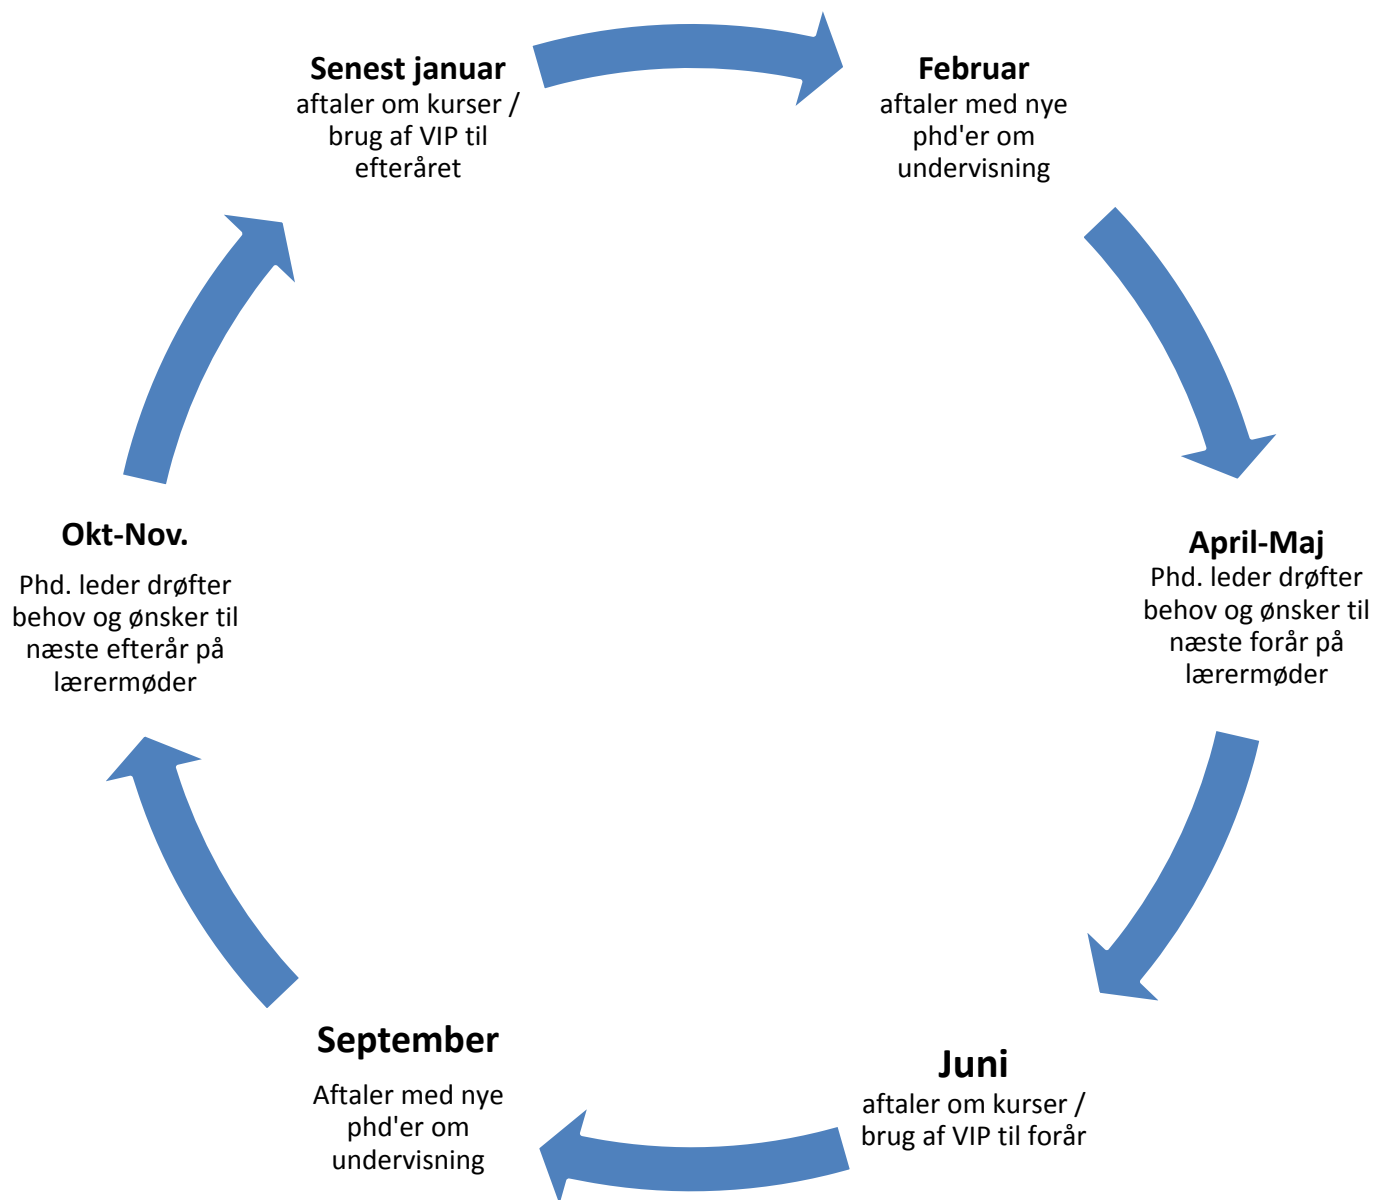 Senest januar
aftaler om kurser /
brug af VIP til
efteråret
Februar
aftaler med nye
phd'er om
undervisning
April-Maj
Phd. leder drøfter
behov og ønsker til
næste forår på
lærermøder
Juni
aftaler om kurser /
brug af VIP til forår
September
Aftaler med nye
phd'er om
undervisning
Okt-Nov.
Phd. leder drøfter
behov og ønsker til
næste efterår på
lærermøder